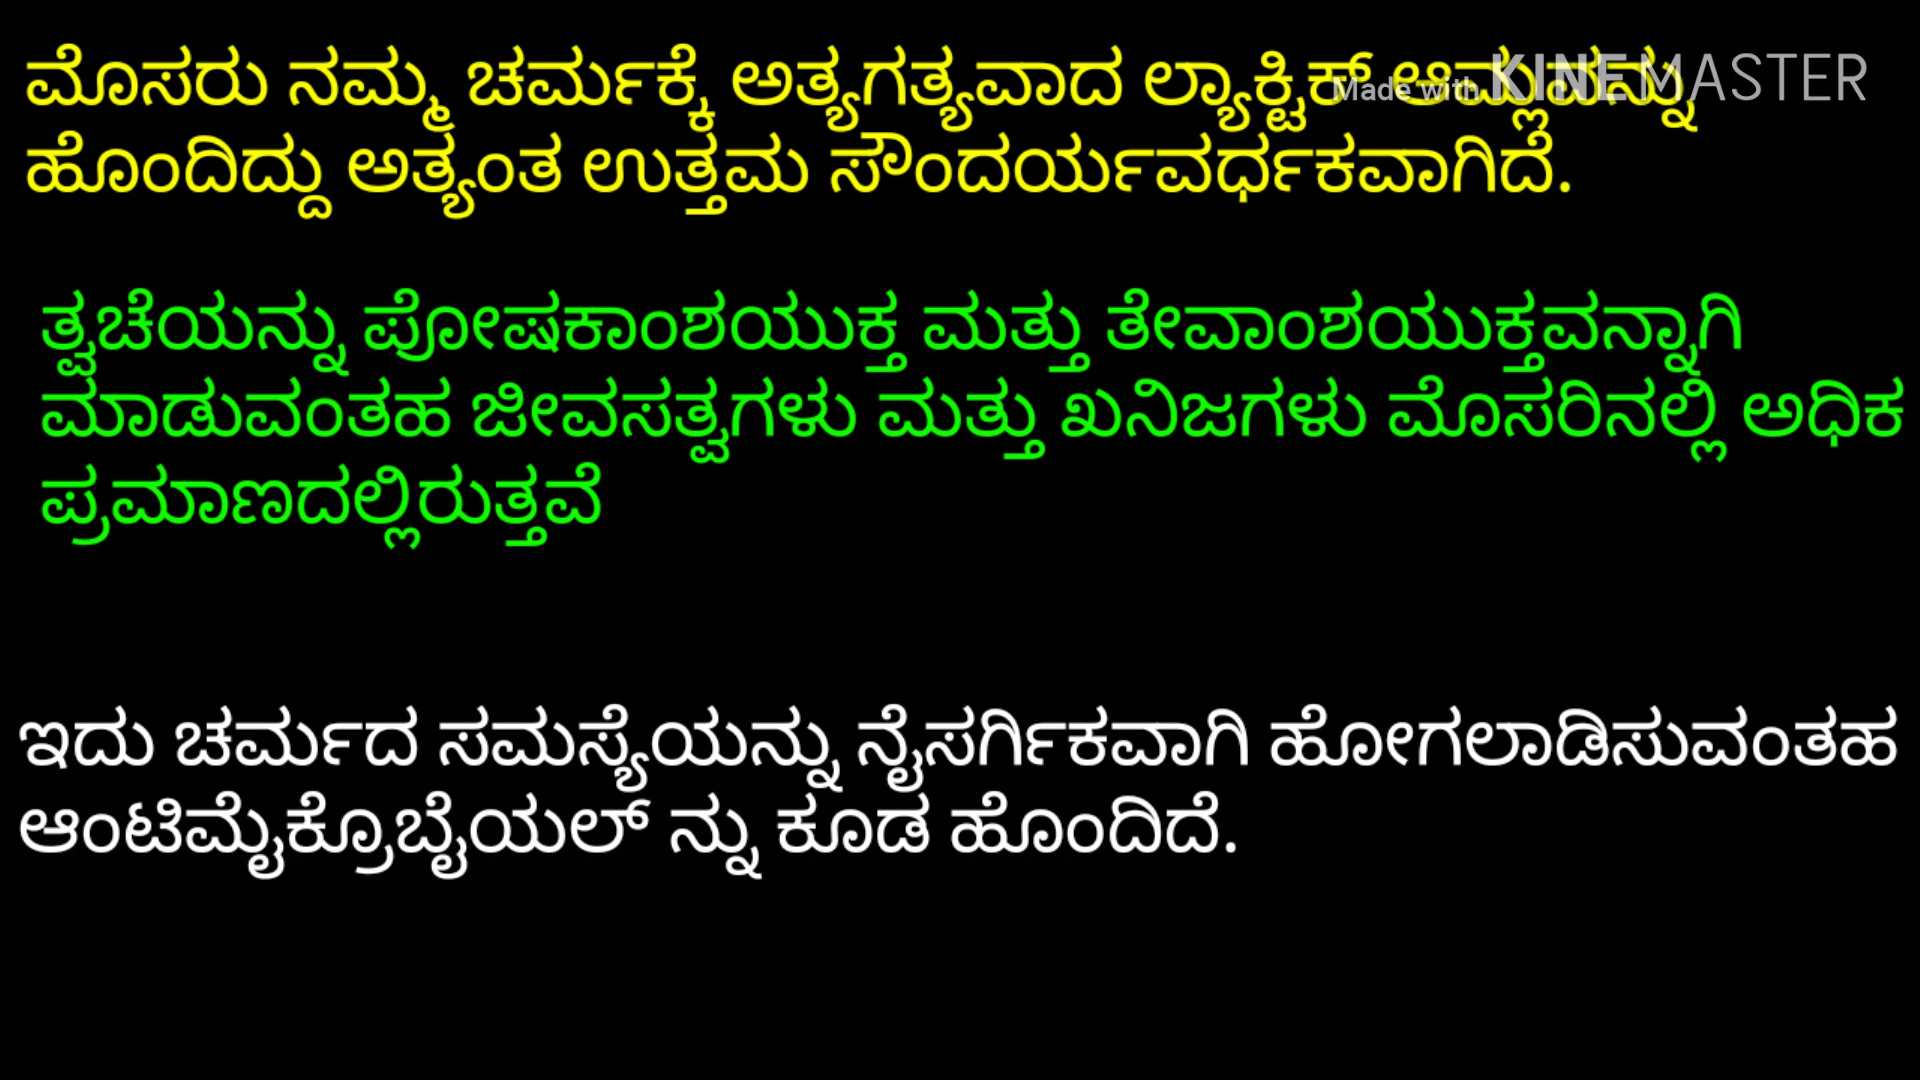 ಮೊಸರು ನಮ್ಮ ಚರ್ಮಕ್ಕೆ ಅತ್ಯಗತ್ಯವಾದ ಲ್ಯಾಕ್ಟಿಕ್ ಆಮ್ಲವನ್ನು
Made with KINEMASTER
ಹೊಂದಿದ್ದು ಅತ್ಯಂತ ಉತ್ತಮ ಸೌಂದರ್ಯವರ್ಧಕವಾಗಿದೆ.
ತ್ವಚೆಯನ್ನು ಪೋಷಕಾಂಶಯುಕ್ತ ಮತ್ತು ತೇವಾಂಶಯುಕ್ತವನ್ನಾಗಿ
ಮಾಡುವಂತಹ ಜೀವಸತ್ವಗಳು ಮತ್ತು ಖನಿಜಗಳು ಮೊಸರಿನಲ್ಲಿ ಅಧಿಕ
ಪ್ರಮಾಣದಲ್ಲಿರುತ್ತವೆ
ಇದು ಚರ್ಮದ ಸಮಸ್ಯೆಯನ್ನು ನೈಸರ್ಗಿಕವಾಗಿ ಹೋಗಲಾಡಿಸುವಂತಹ
ಆಂಟಿಮೈಕ್ರೊಬೈಯಲ್ ನ್ನು ಕೂಡ ಹೊಂದಿದೆ.